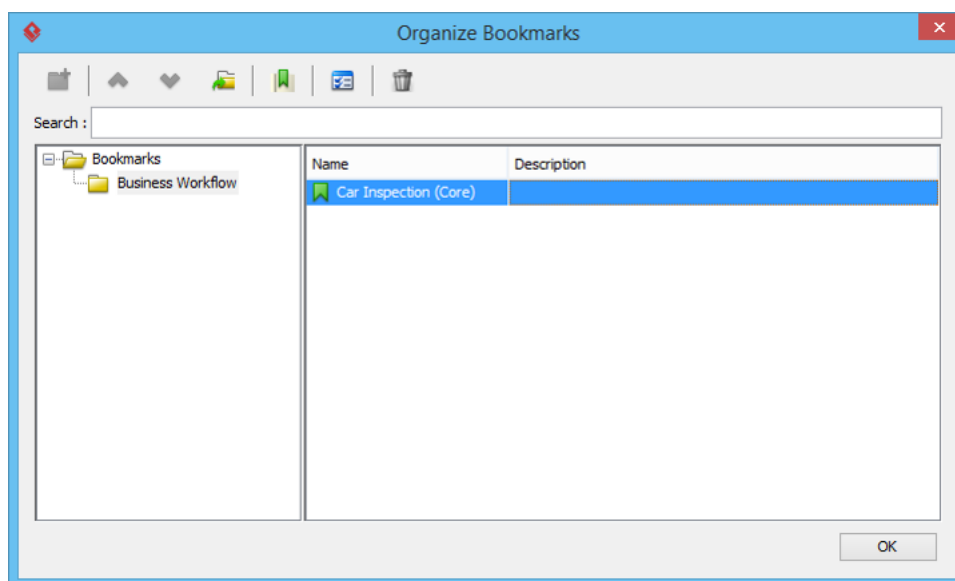 Organize Bookmarks
Search :
Bookmarks
Business Workflow
Name Description
Car Inspection (Core)
OK